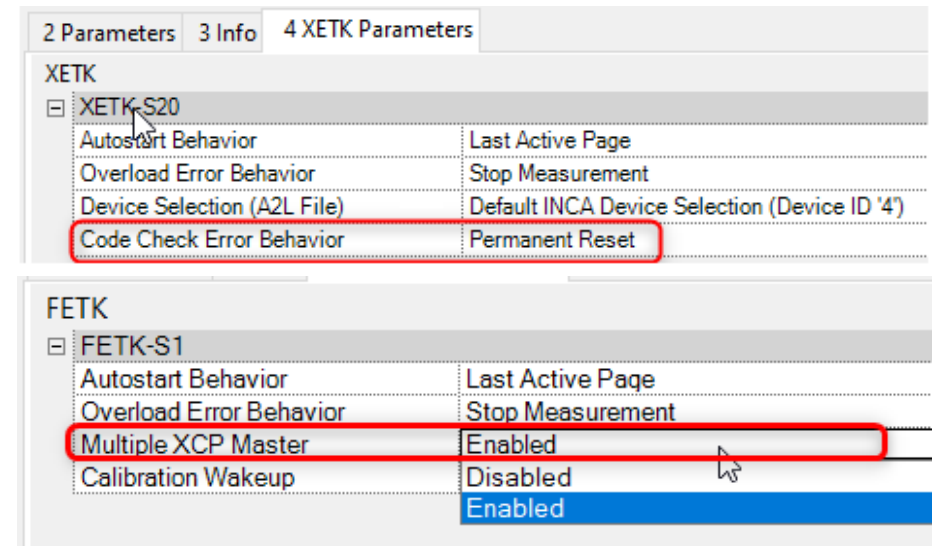 2 Parameters 3 Info 4 XETK Parameters
XETK
XETK-S20
Autostart Behavior Last Active Page
Overload Error Behavior Stop Measurement
Device Selection (A2L File) Default INCA Device Selection (Device ID '4')
Code Check Error Behavior Permanent Reset
FETK
FETK-S1
Autostart Behavior Last Active Page
Overload Error Behavior Stop Measurement
Multiple XCP Master Enabled
Calibration Wakeup Disabled
Enabled